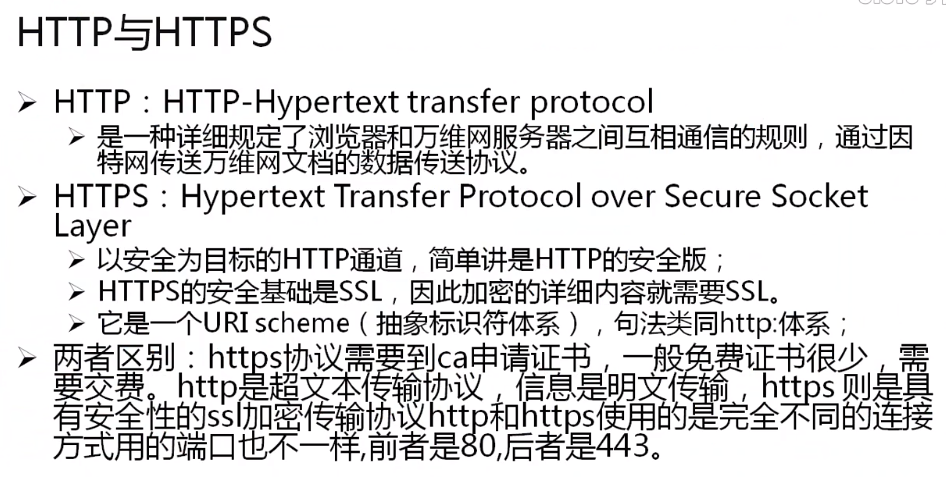 HTTP与HTTPS
➢ HTTP：HTTP-Hypertext transfer protocol
➢ 是一种详细规定了浏览器和万维网服务器之间互相通信的规则，通过因
特网传送万维网文档的数据传送协议。
➢ HTTPS：Hypertext Transfer Protocol over Secure Socket
Layer
➢ 以安全为目标的HTTP通道，简单讲是HTTP的安全版；
➢ HTTPS的安全基础是SSL，因此加密的详细内容就需要SSL。
➢ 它是一个URI scheme（抽象标识符体系），句法类同http:体系；
➢ 两者区别：https协议需要到ca申请证书，一般免费证书很少，需
要交费。http是超文本传输协议，信息是明文传输，https 则是具
有安全性的ssl加密传输协议http和https使用的是完全不同的连接
方式用的端口也不一样,前者是80,后者是443。